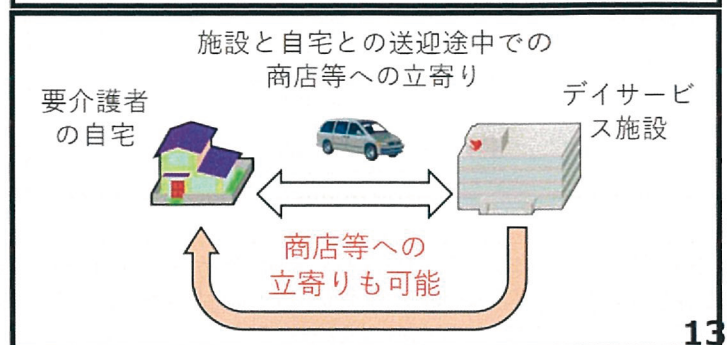 施設と自宅との送迎途中での
商店等への立寄り
要介護者
の自宅
デイサービ
ス施設
商店等への
立寄りも可能
13